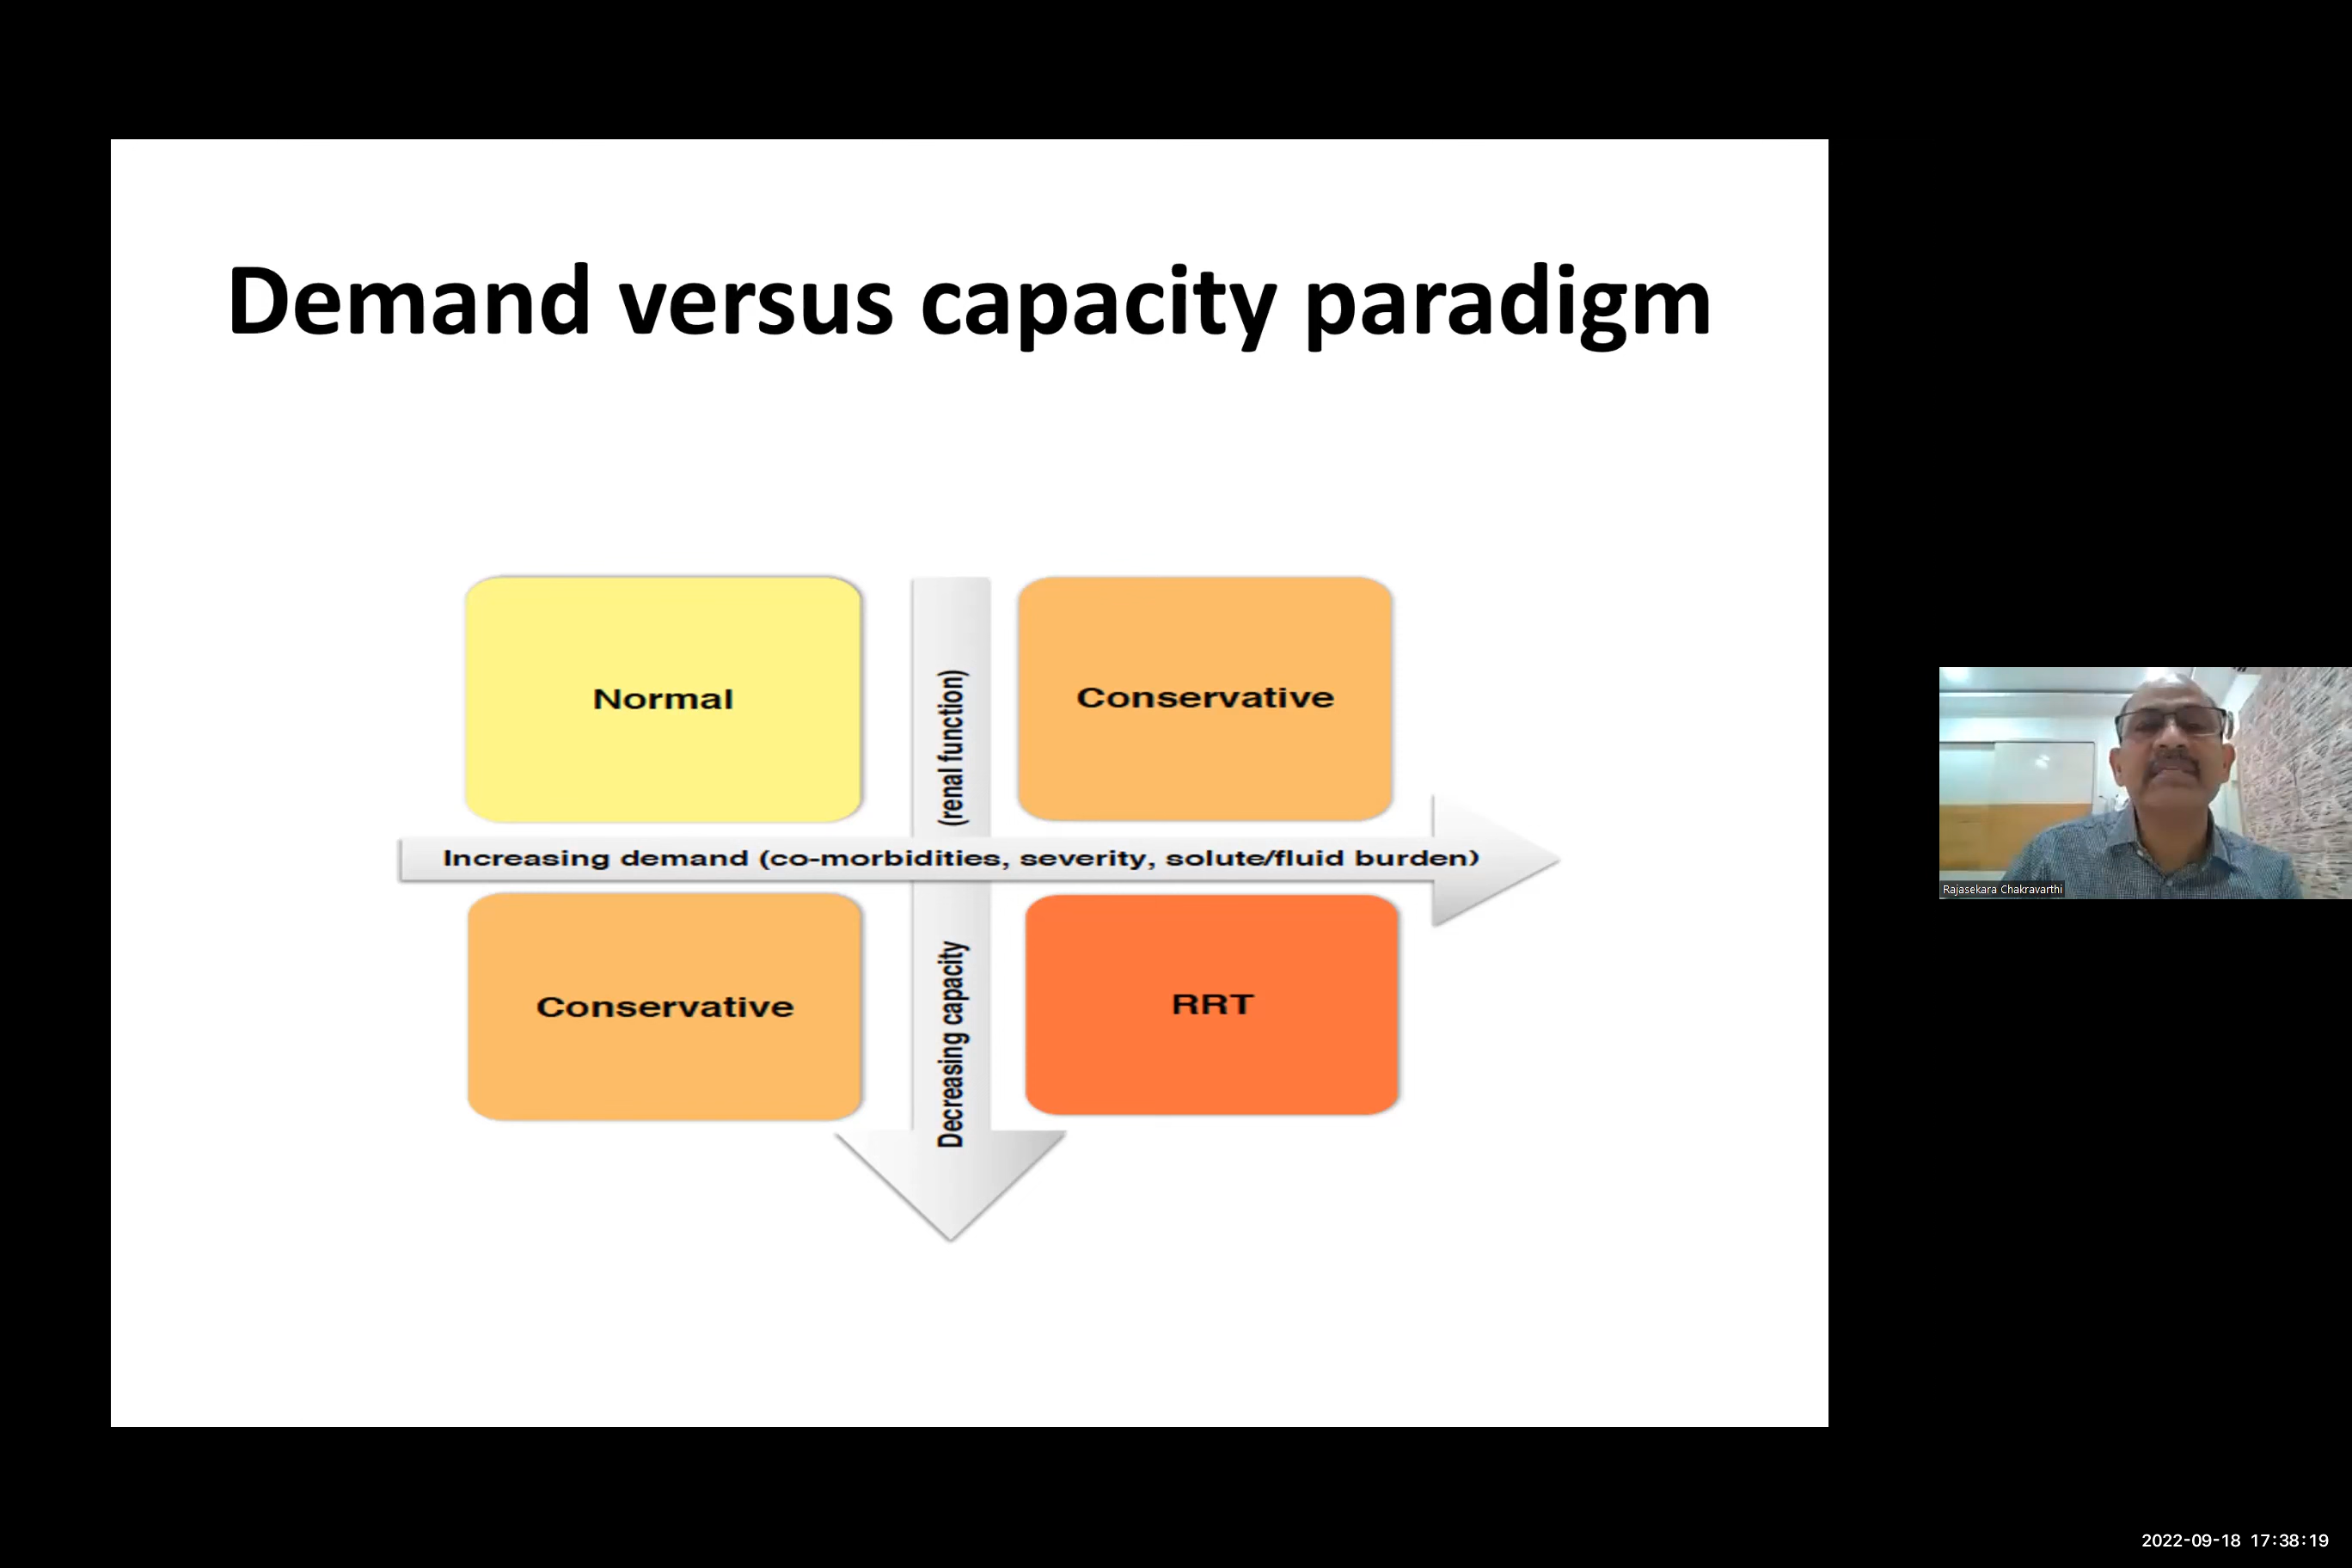 Demand versus capacity paradigm
Normal
(renal function)
Conservative
Increasing demand (co-morbidities, severity, solute/fluid burden)
Conservative
Decreasing capacity
RRT
Rajasekara Chakravarthi
2022-09-18 17:38:19